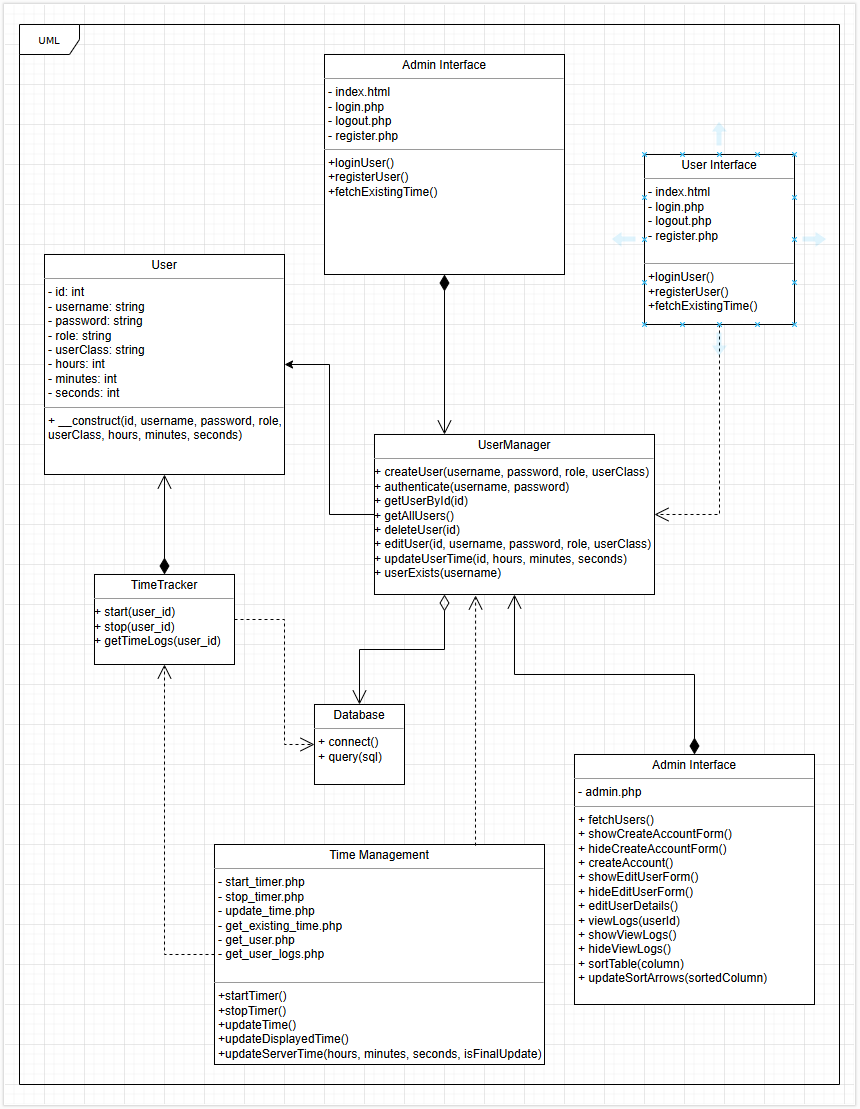 UML
Admin Interface
- index.html
- login.php
- logout.php
- register.php
+loginUser()
+registerUser()
+fetchExistingTime()
User Interface
- index.html
- login.php
- logout.php
- register.php
+loginUser()
+registerUser()
+fetchExistingTime()
User
- id: int
- username: string
- password: string
- role: string
- userClass: string
- hours: int
- minutes: int
- seconds: int
+ __construct(id, username, password, role,
userClass, hours, minutes, seconds)
UserManager
+ createUser(username, password, role, userClass)
+ authenticate(username, password)
+ getUserById(id)
+ getAllUsers()
+ deleteUser(id)
+ editUser(id, username, password, role, userClass)
+ updateUserTime(id, hours, minutes, seconds)
+ userExists(username)
TimeTracker
+ start(user_id)
+ stop(user_id)
+ getTimeLogs(user_id)
Database
+ connect()
+ query(sql)
Admin Interface
- admin.php
+ fetchUsers()
+ showCreateAccountForm()
+ hideCreateAccountForm()
+ createAccount()
+ showEditUserForm()
+ hideEditUserForm()
+ editUserDetails()
+ viewLogs(userId)
+ showViewLogs()
+ hideViewLogs()
+ sortTable(column)
+ updateSortArrows(sortedColumn)
Time Management
- start_timer.php
- stop_timer.php
- update_time.php
- get_existing_time.php
- get_user.php
- get_user_logs.php
+startTimer()
+stopTimer()
+updateTime()
+updateDisplayedTime()
+updateServerTime(hours, minutes, seconds, isFinalUpdate)